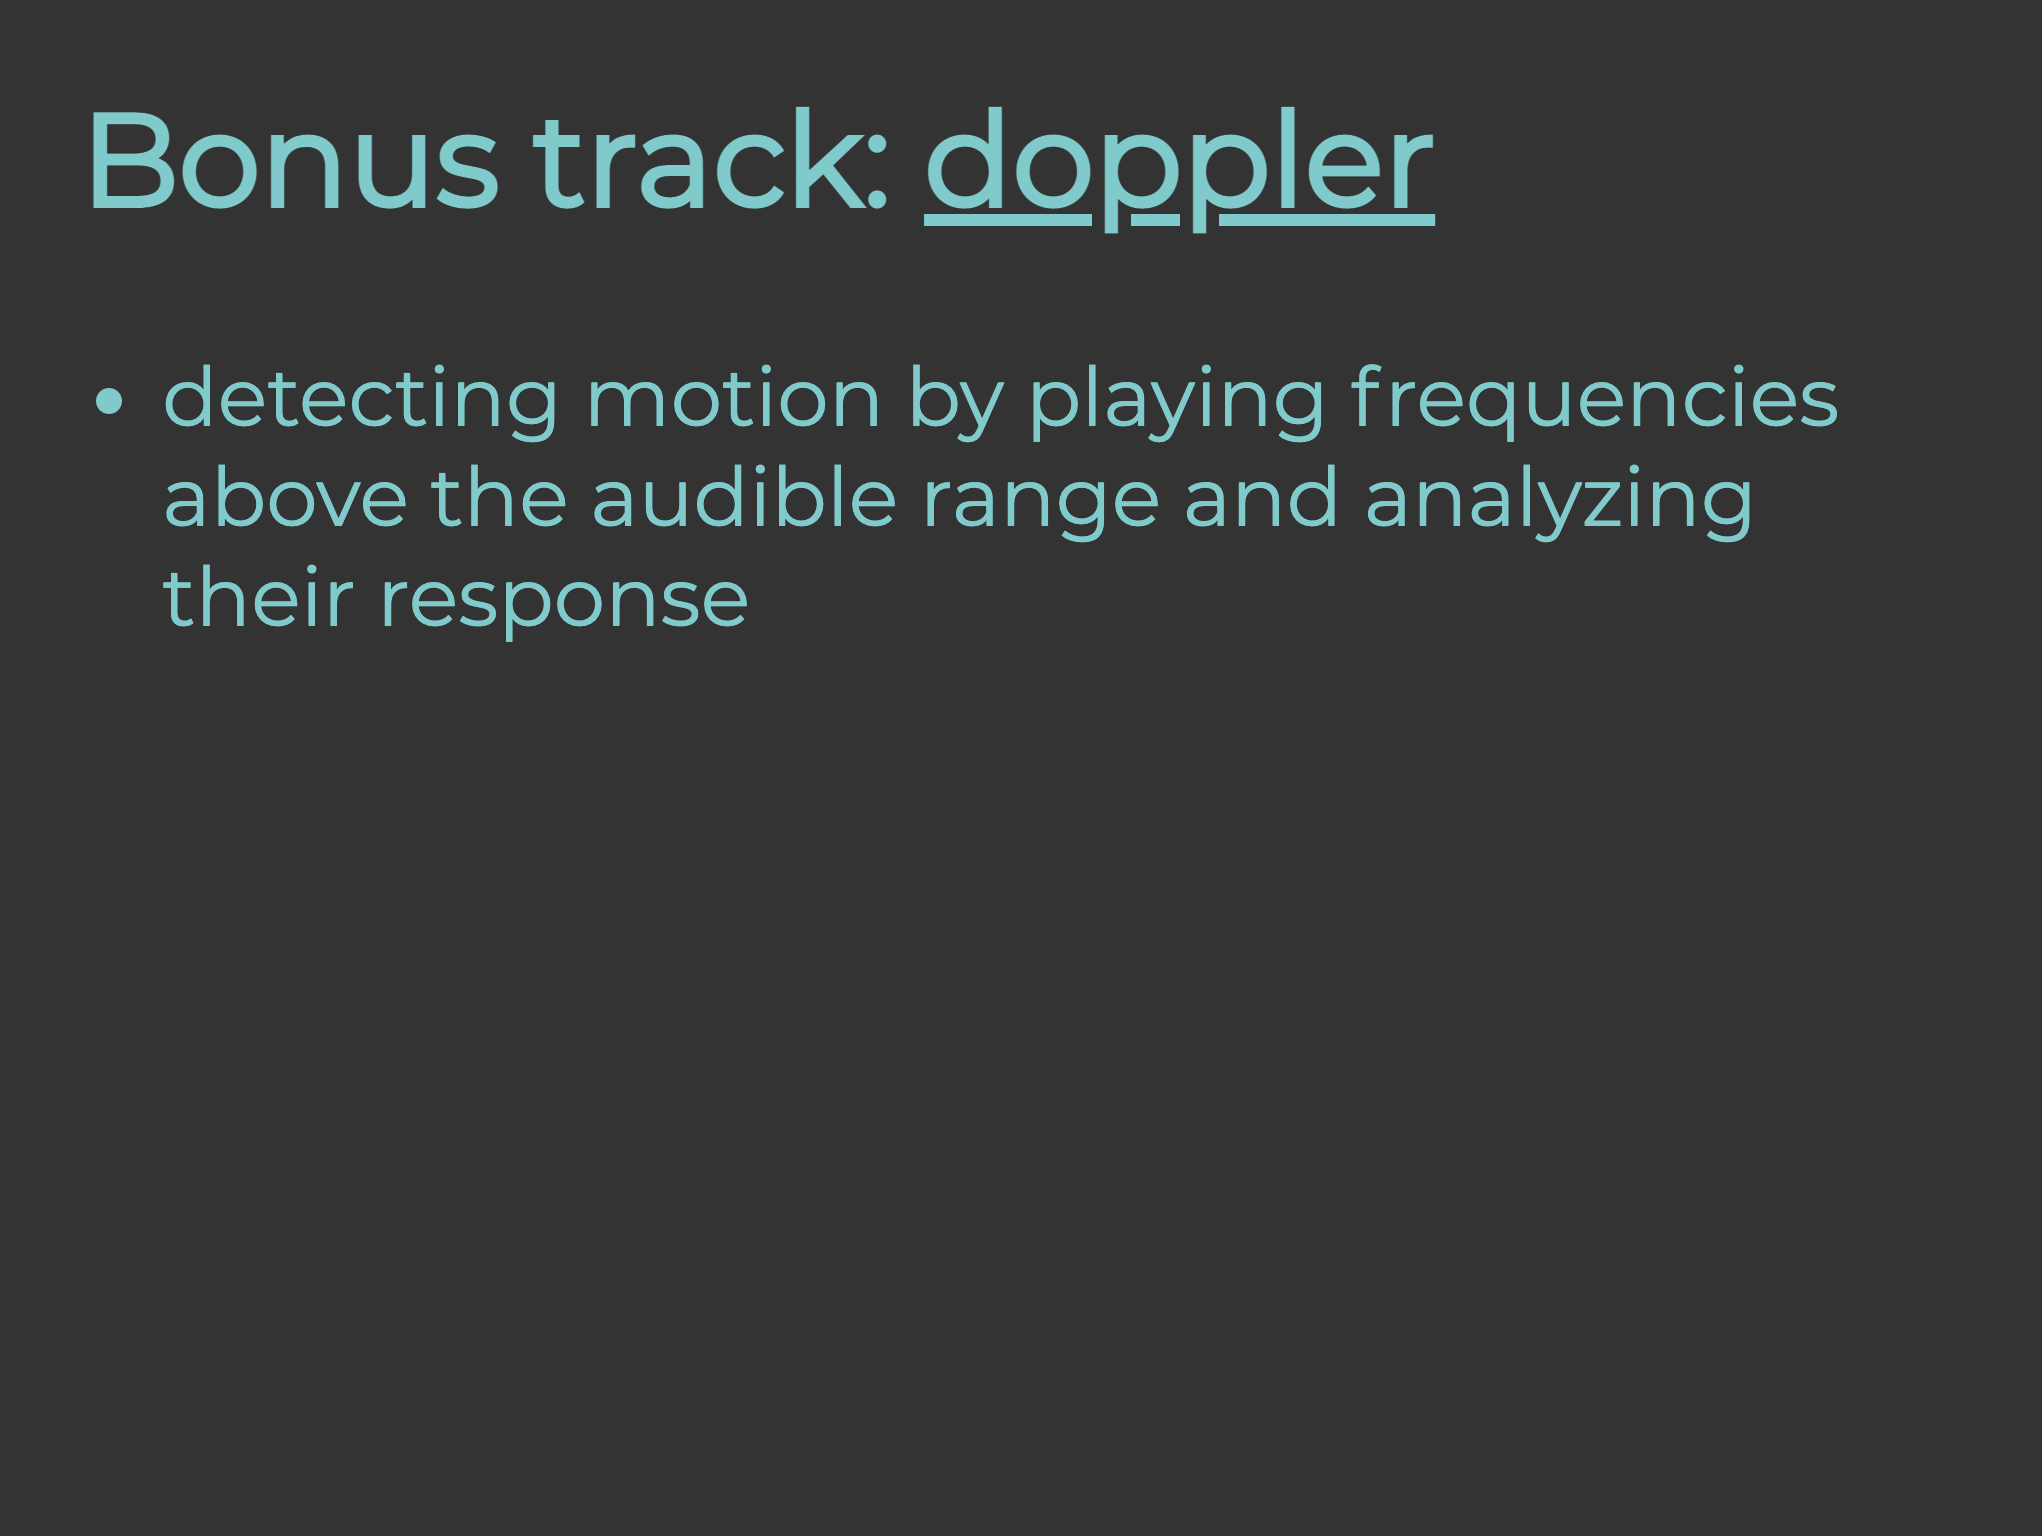 Bonus track: doppler
• detecting motion by playing frequencies
above the audible range and analyzing
their response